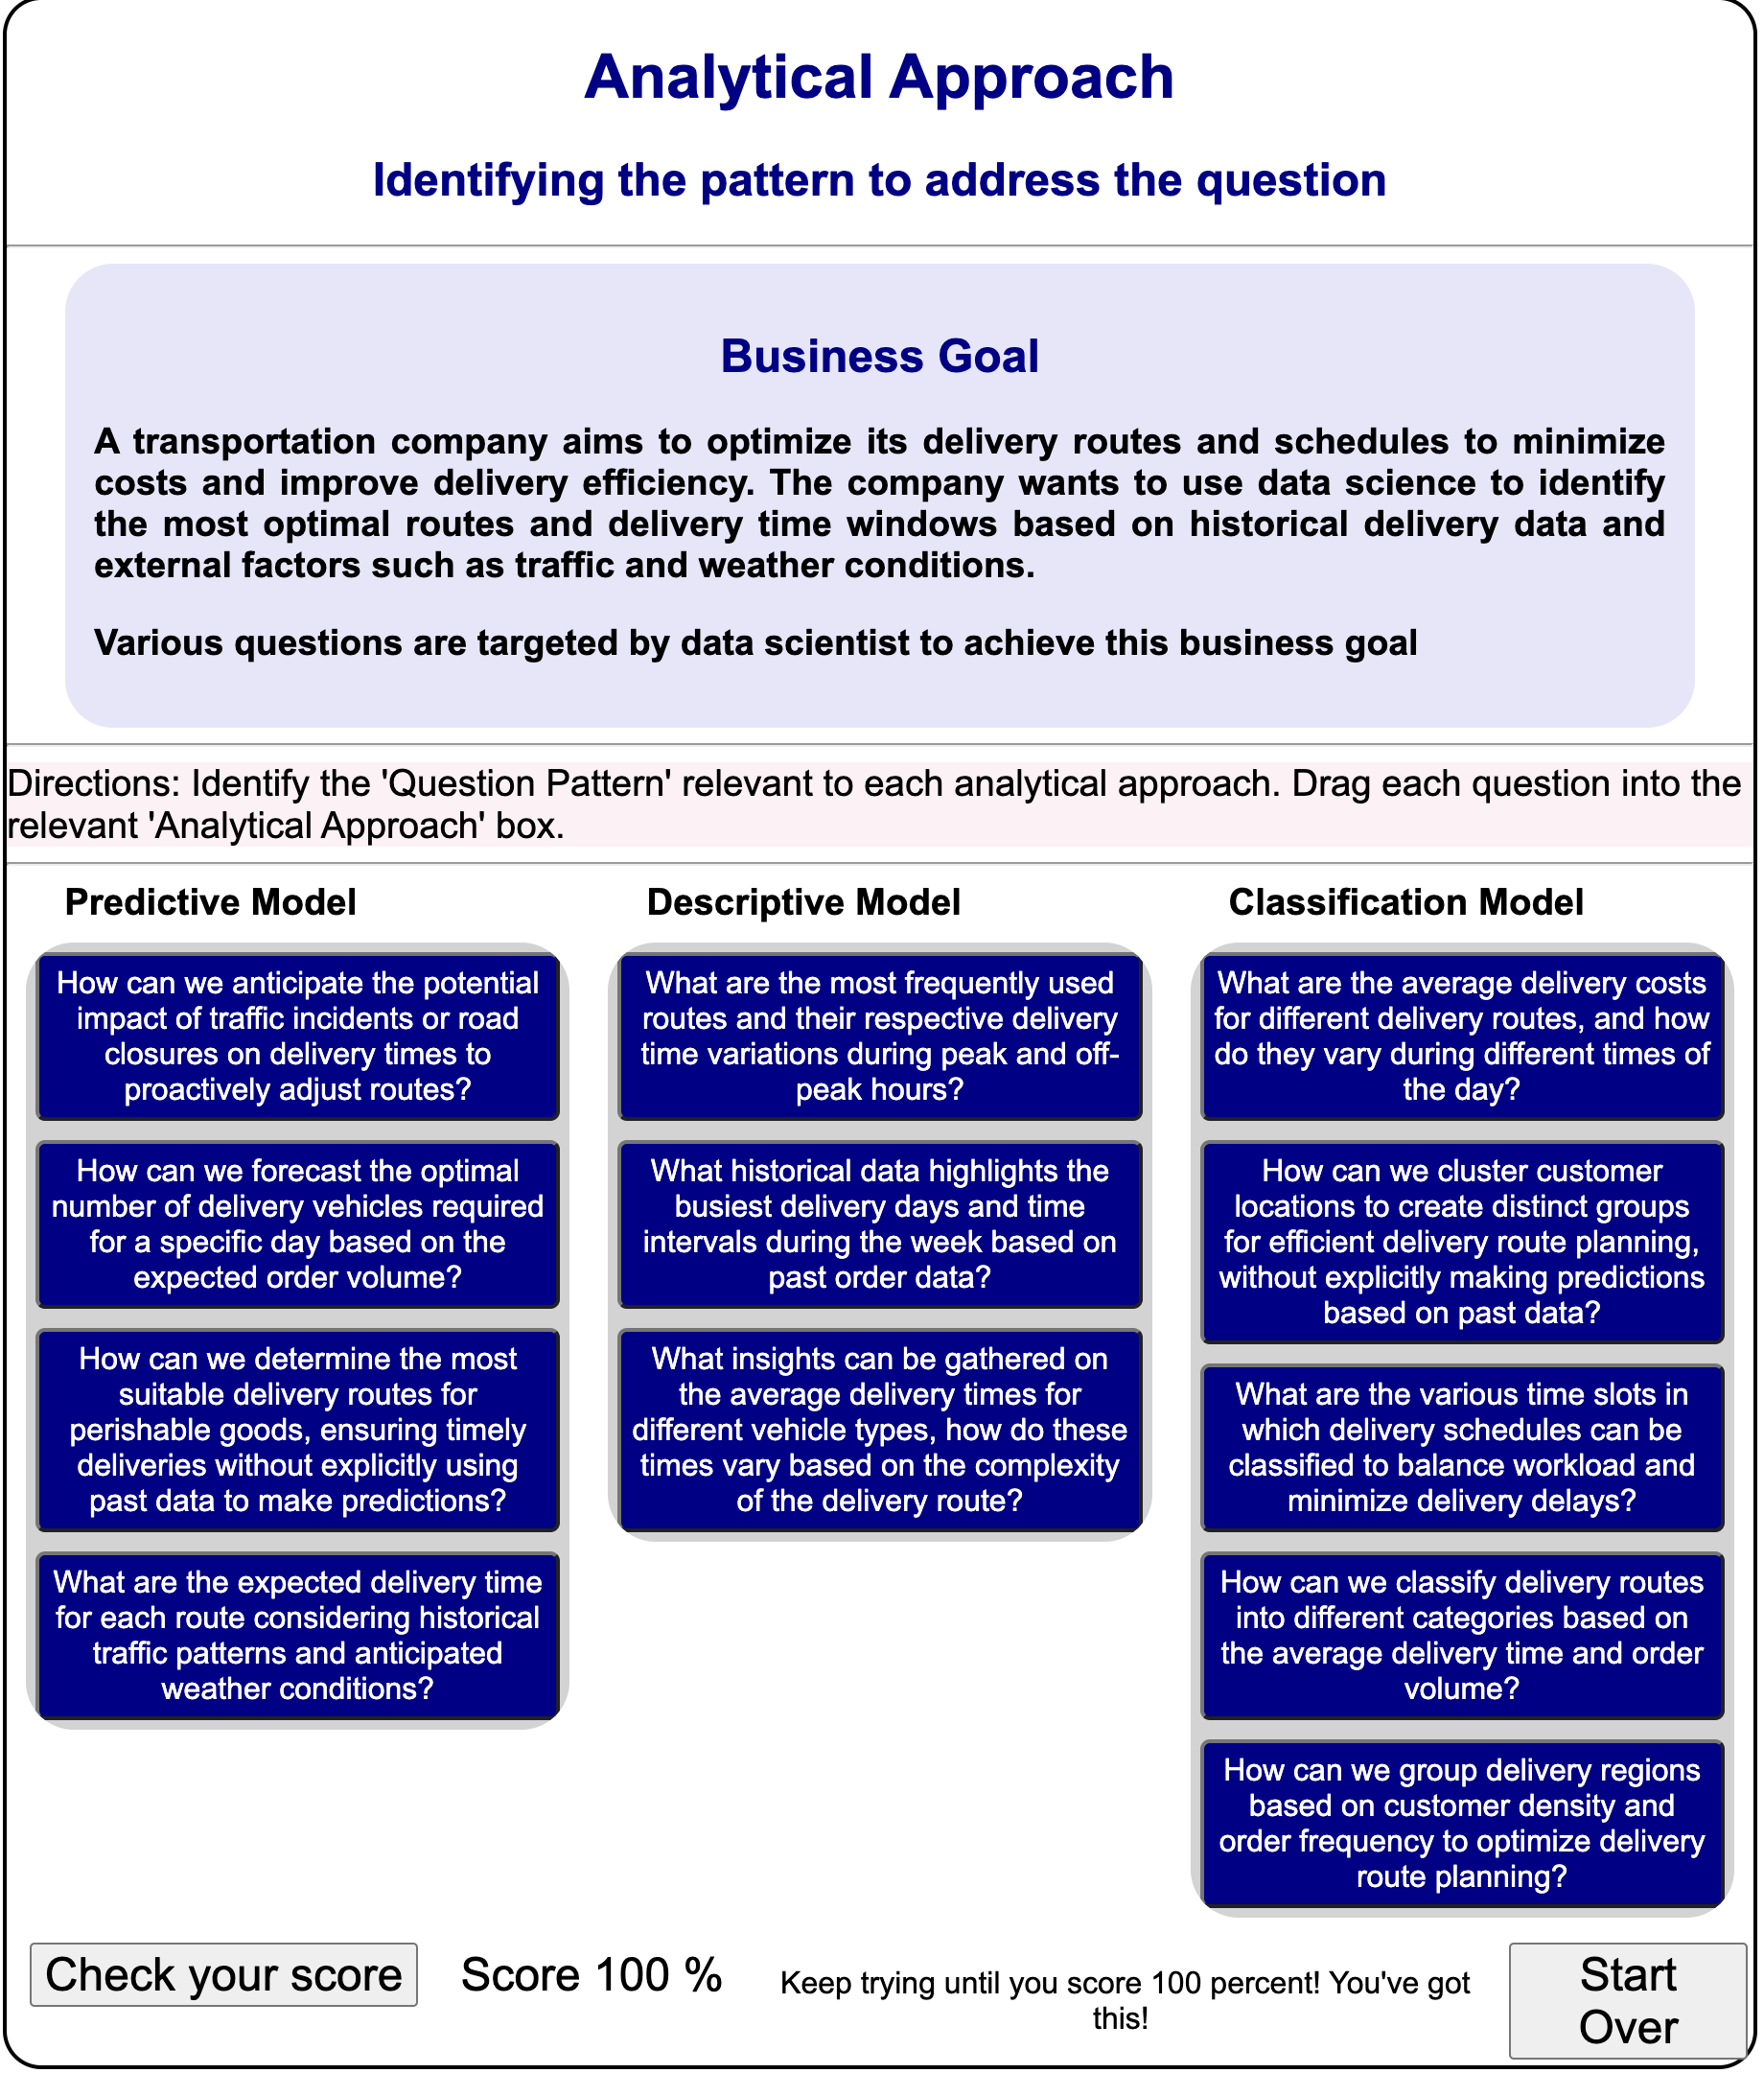 Analytical Approach
Identifying the pattern to address the question
Business Goal
A transportation company aims to optimize its delivery routes and schedules to minimize
costs and improve delivery efficiency. The company wants to use data science to identify
the most optimal routes and delivery time windows based on historical delivery data and
external factors such as traffic and weather conditions.
Various questions are targeted by data scientist to achieve this business goal
Directions: Identify the 'Question Pattern' relevant to each analytical approach. Drag each question into the
relevant 'Analytical Approach' box.
Predictive Model
How can we anticipate the potential
impact of traffic incidents or road
closures on delivery times to
proactively adjust routes?
How can we forecast the optimal
number of delivery vehicles required
for a specific day based on the
expected order volume?
How can we determine the most
suitable delivery routes for
perishable goods, ensuring timely
deliveries without explicitly using
past data to make predictions?
What are the expected delivery time
for each route considering historical
traffic patterns and anticipated
weather conditions?
Descriptive Model
What are the most frequently used
routes and their respective delivery
time variations during peak and off-
peak hours?
What historical data highlights the
busiest delivery days and time
intervals during the week based on
past order data?
What insights can be gathered on
the average delivery times for
different vehicle types, how do these
times vary based on the complexity
of the delivery route?
Classification Model
What are the average delivery costs
for different delivery routes, and how
do they vary during different times of
the day?
How can we cluster customer
locations to create distinct groups
for efficient delivery route planning,
without explicitly making predictions
based on past data?
What are the various time slots in
which delivery schedules can be
classified to balance workload and
minimize delivery delays?
How can we classify delivery routes
into different categories based on
the average delivery time and order
volume?
How can we group delivery regions
based on customer density and
order frequency to optimize delivery
route planning?
Check your score
Score 100 %
Keep trying until you score 100 percent! You've got
this!
Start
Over